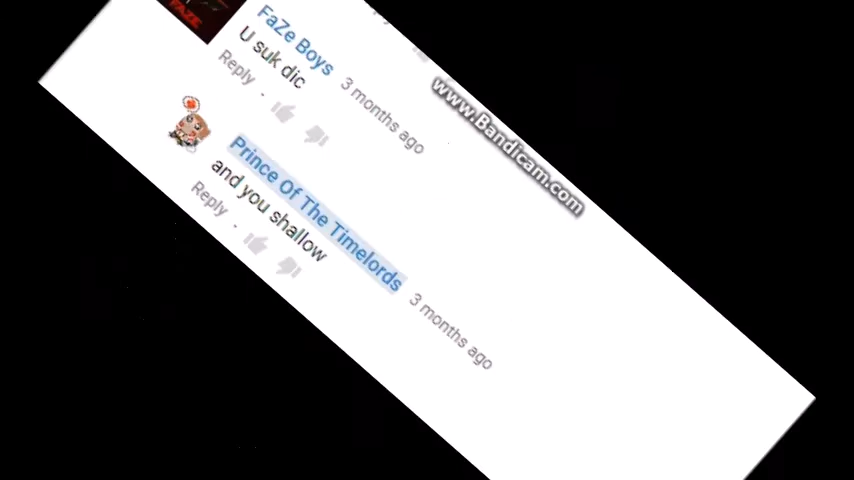 FAZE
FaZe Boys 3 months ago
U suk dic
Reply
www.Bandicam.com
Prince Of The Timelords 3 months ago
and you shallow
Reply